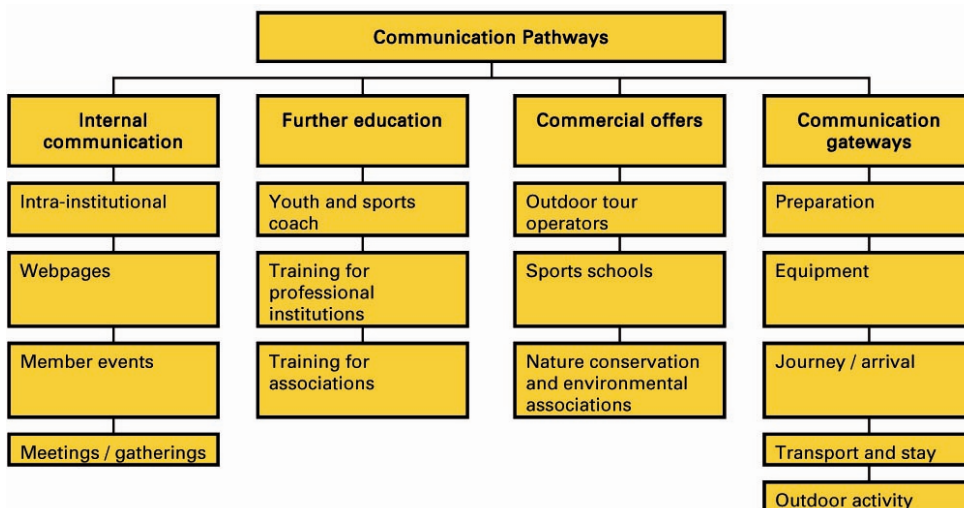 Communication Pathways
Internal
communication
Intra-institutional
Webpages
Member events
Meetings / gatherings
Further education
Youth and sports
coach
Training for
professional
institutions
Training for
associations
Commercial offers
Outdoor tour
operators
Sports schools
Nature conservation
and environmental
associations
Communication
gateways
Preparation
Equipment
Journey / arrival
Transport and stay
Outdoor activity